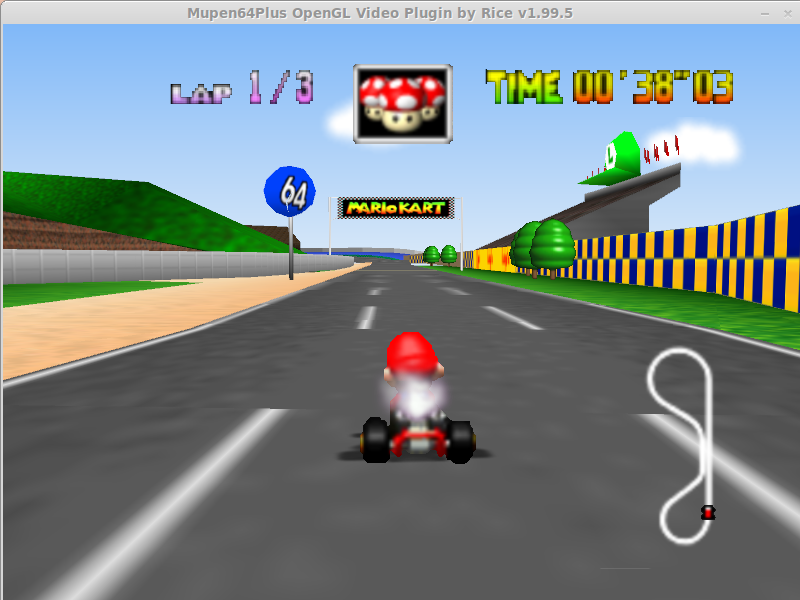 Mupen64Plus OpenGL Video Plugin by Rice v1.99.5
LAP 1/3
TIME 00'38"03
64
MARIO KART
L